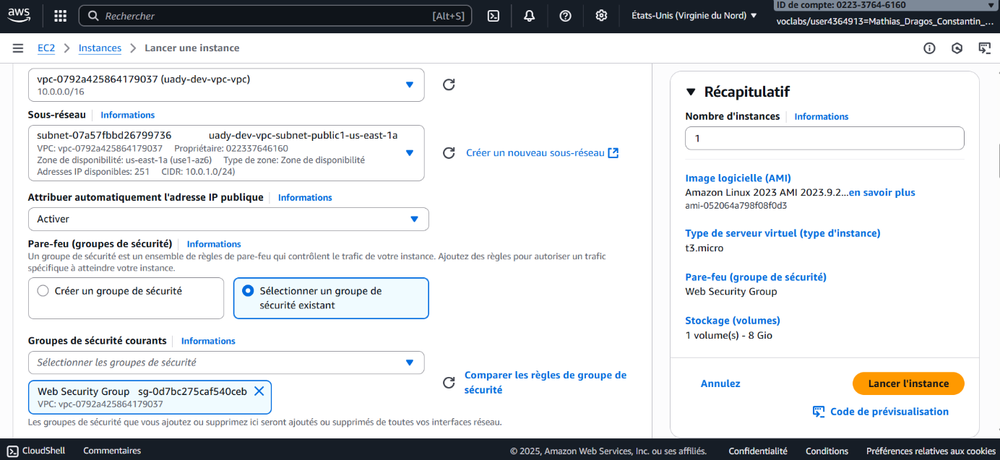 aws
Rechercher
[Alt+S]
États-Unis (Virginie du Nord)
ID de compte: 0223-3764-6160
voclabs/user4364913=Mathias_Dragos_Constantin_...
EC2
Instances
Lancer une instance
vpc-0792a425864179037 (uady-dev-vpc-vpc)
10.0.0.0/16
Sous-réseau
Informations
subnet-07a57fbbd26799736 uady-dev-vpc-subnet-public1-us-east-1a
VPC: vpc-0792a425864179037 Propriétaire: 022337646160
Zone de disponibilité: us-east-1a (use1-az6) Type de zone: Zone de disponibilité
Adresses IP disponibles: 251 CIDR: 10.0.1.0/24)
Créer un nouveau sous-réseau
Attribuer automatiquement l'adresse IP publique
Informations
Activer
Pare-feu (groupes de sécurité)
Informations
Un groupe de sécurité est un ensemble de règles de pare-feu qui contrôlent le trafic de votre instance. Ajoutez des règles pour autoriser un trafic
spécifique à atteindre votre instance.
Créer un groupe de sécurité
Sélectionner un groupe de
sécurité existant
Groupes de sécurité courants
Informations
Sélectionner les groupes de sécurité
Web Security Group sg-0d7bc275caf540ceb
VPC: vpc-0792a425864179037
Comparer les règles de groupe de
sécurité
Les groupes de sécurité que vous ajoutez ou supprimez ici seront ajoutés ou supprimés de toutes vos interfaces réseau.
Récapitulatif
Nombre d'instances
Informations
1
Image logicielle (AMI)
Amazon Linux 2023 AMI 2023.9.2...en savoir plus
ami-052064a798f08f0d3
Type de serveur virtuel (type d'instance)
t3.micro
Pare-feu (groupe de sécurité)
Web Security Group
Stockage (volumes)
1 volume(s) - 8 Gio
Annulez
Lancer l'instance
Code de prévisualisation
CloudShell
Commentaires
© 2025, Amazon Web Services, Inc. ou ses affiliés.
Confidentialité
Conditions
Préférences relatives aux cookies